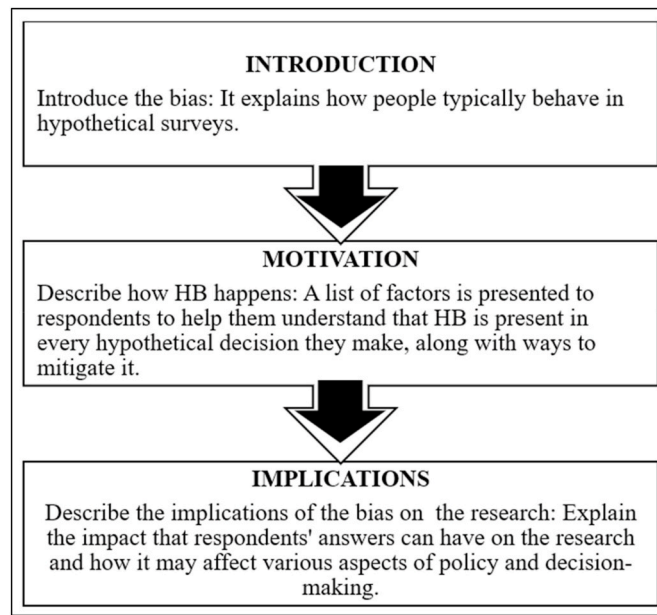 INTRODUCTION
Introduce the bias: It explains how people typically behave in
hypothetical surveys.
MOTIVATION
Describe how HB happens: A list of factors is presented to
respondents to help them understand that HB is present in
every hypothetical decision they make, along with ways to
mitigate it.
IMPLICATIONS
Describe the implications of the bias on the research: Explain
the impact that respondents' answers can have on the research
and how it may affect various aspects of policy and decision-
making.